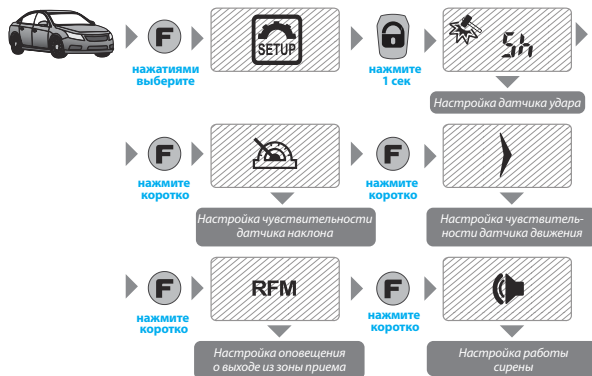 F
SETUP
Sh
нажатиями
выберите
нажмите
1 сек
Настройка датчика удара
F
F
нажмите
коротко
нажмите
коротко
Настройка чувствительности
датчика наклона
Настройка чувствитель-
ности датчика движения
F
RFM
F
нажмите
коротко
нажмите
коротко
Настройка оповещения
о выходе из зоны приема
Настройка работы
сирены